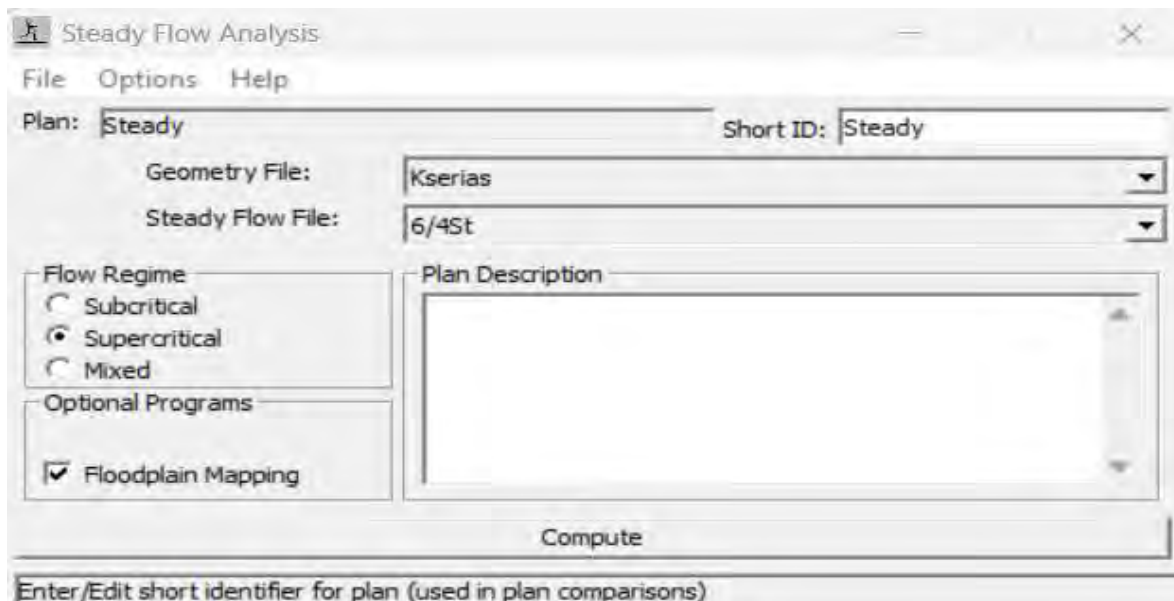 Steady Flow Analysis
File Options Help
Plan: Steady Short ID: Steady
Geometry File: Kserias
Steady Flow File: 6/4St
Flow Regime
Subcritical
Supercritical
Mixed
Plan Description
Optional Programs
Floodplain Mapping
Compute
Enter/Edit short identifier for plan (used in plan comparisons)